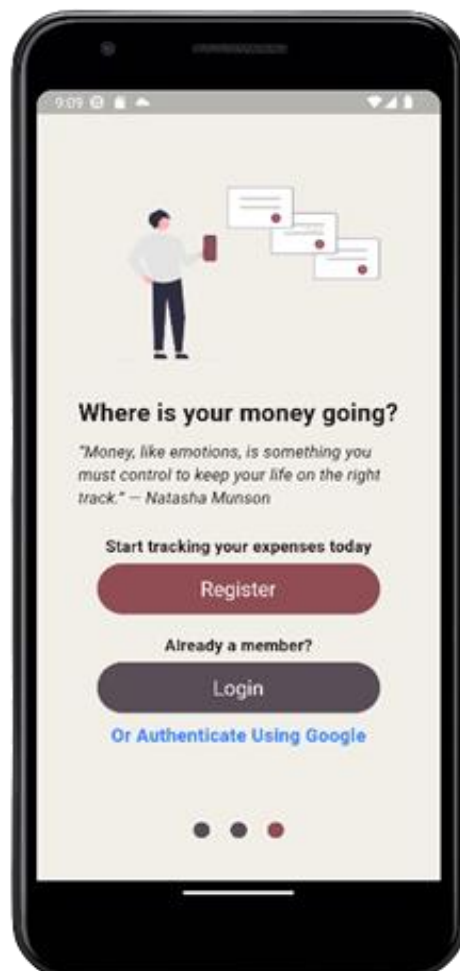 9:09
Where is your money going?
"Money, like emotions, is something you
must control to keep your life on the right
track." — Natasha Munson
Start tracking your expenses today
Register
Already a member?
Login
Or Authenticate Using Google